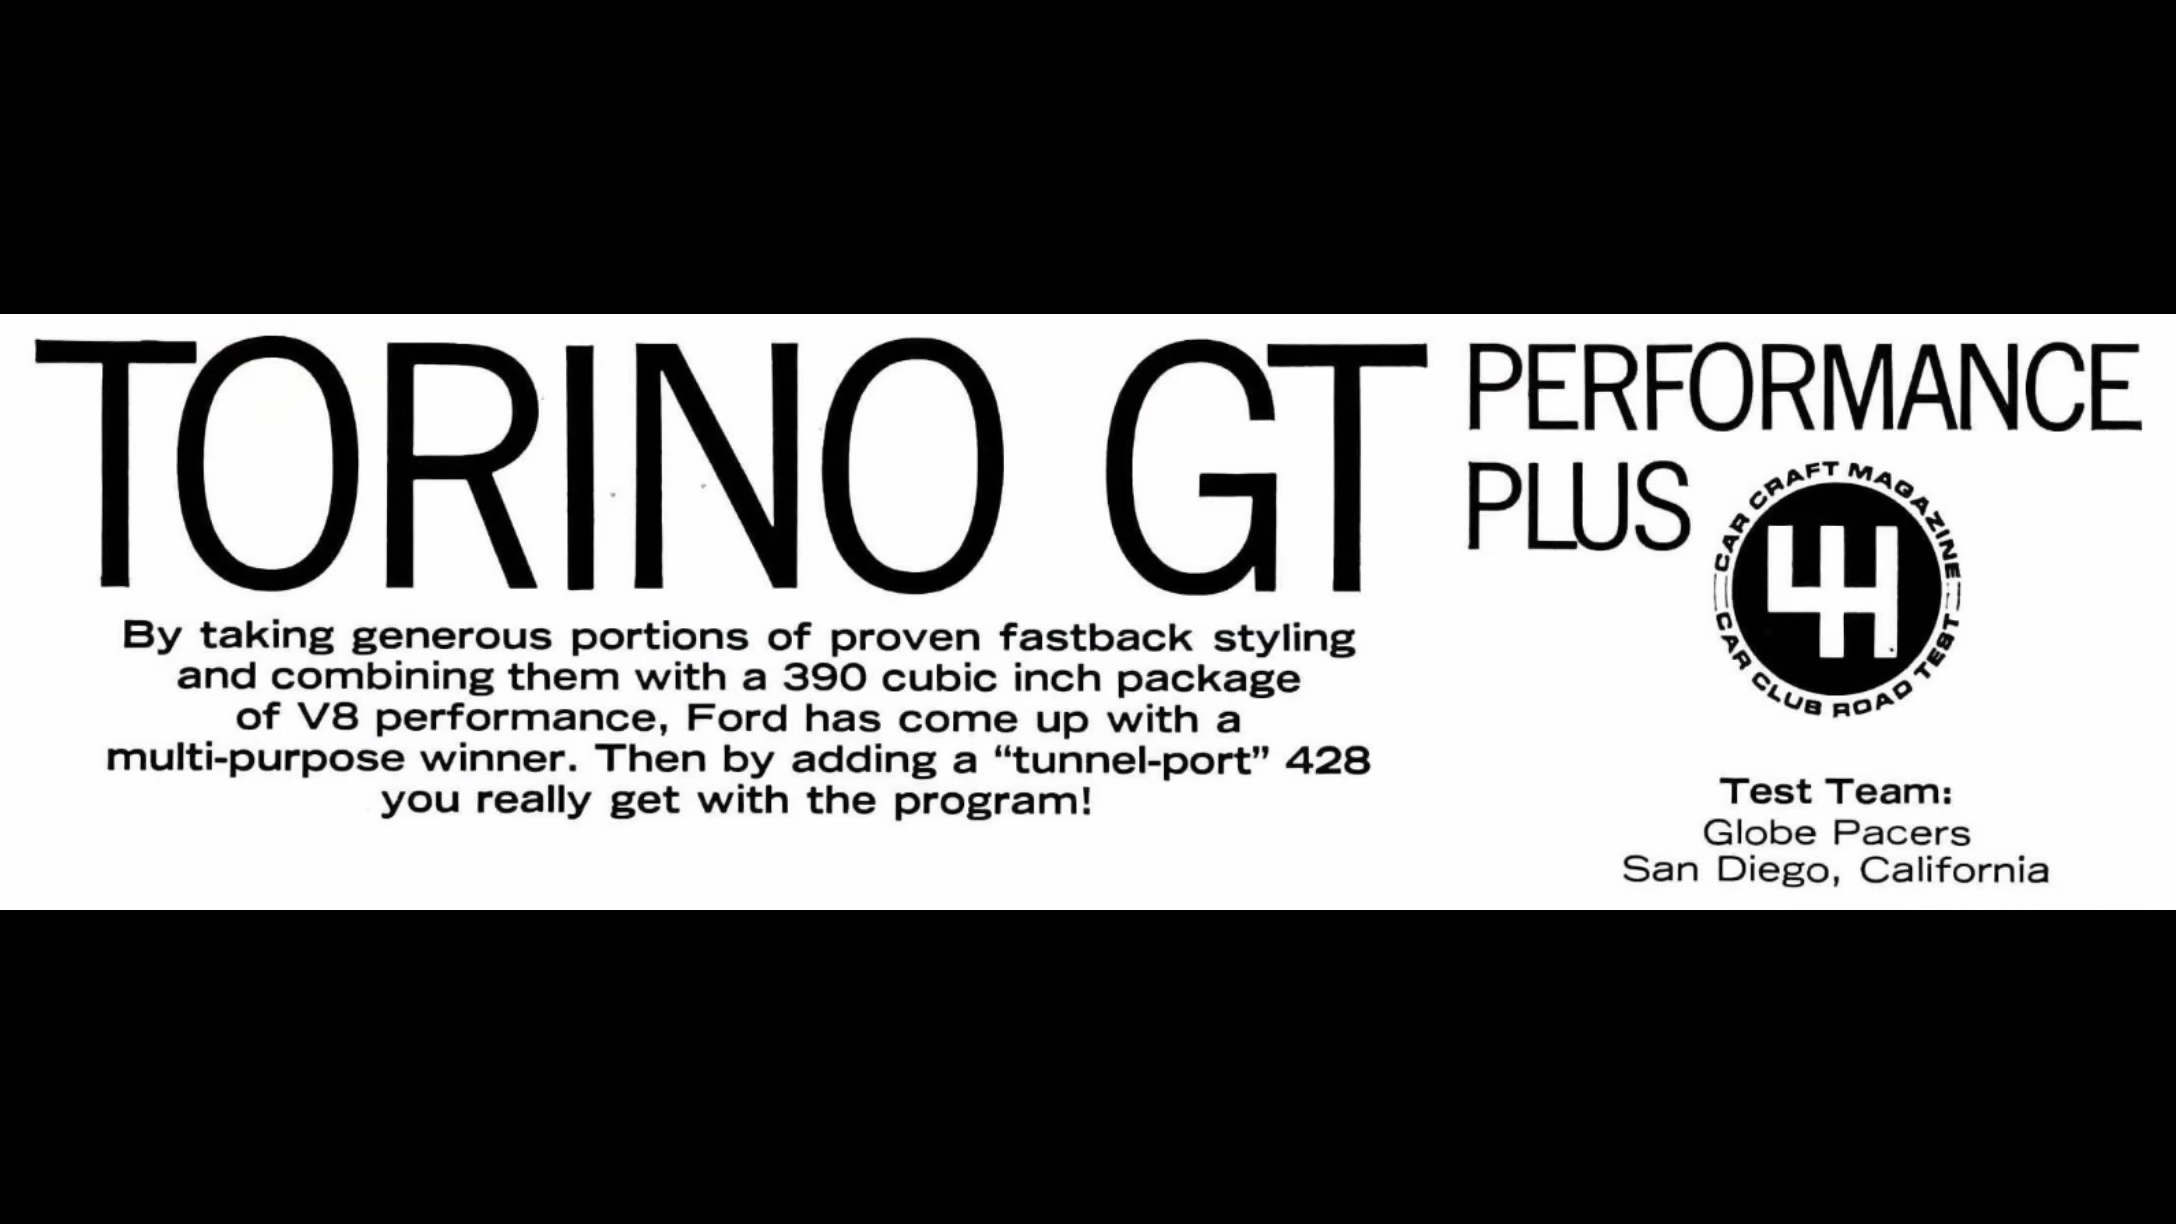 TORINO GT
PERFORMANCE
PLUS
By taking generous portions of proven fastback styling
and combining them with a 390 cubic inch package
of V8 performance, Ford has come up with a
multi-purpose winner. Then by adding a “tunnel-port” 428
you really get with the program!
CAR CRAFT MAGAZINE
4H
CAR CLUB ROAD TEST
Test Team:
Globe Pacers
San Diego, California